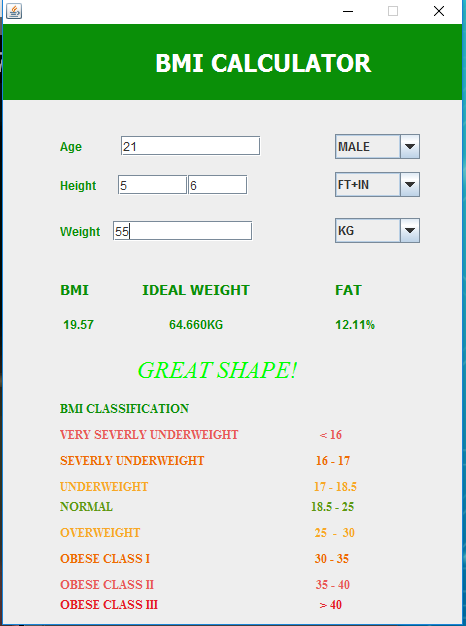 BMI CALCULATOR
Age 21 MALE
Height 5 6 FT+IN
Weight 55 KG
BMI IDEAL WEIGHT FAT
19.57 64.660KG 12.11%
GREAT SHAPE!
BMI CLASSIFICATION
VERY SEVERLY UNDERWEIGHT < 16
SEVERLY UNDERWEIGHT 16 - 17
UNDERWEIGHT 17 - 18.5
NORMAL 18.5 - 25
OVERWEIGHT 25 - 30
OBESE CLASS I 30 - 35
OBESE CLASS II 35 - 40
OBESE CLASS III > 40